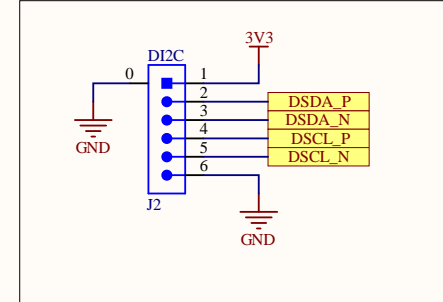 3V3
DI2C
0
1
2
DSDA_P
3
DSDA_N
4
DSCL_P
5
DSCL_N
6
GND
J2
GND